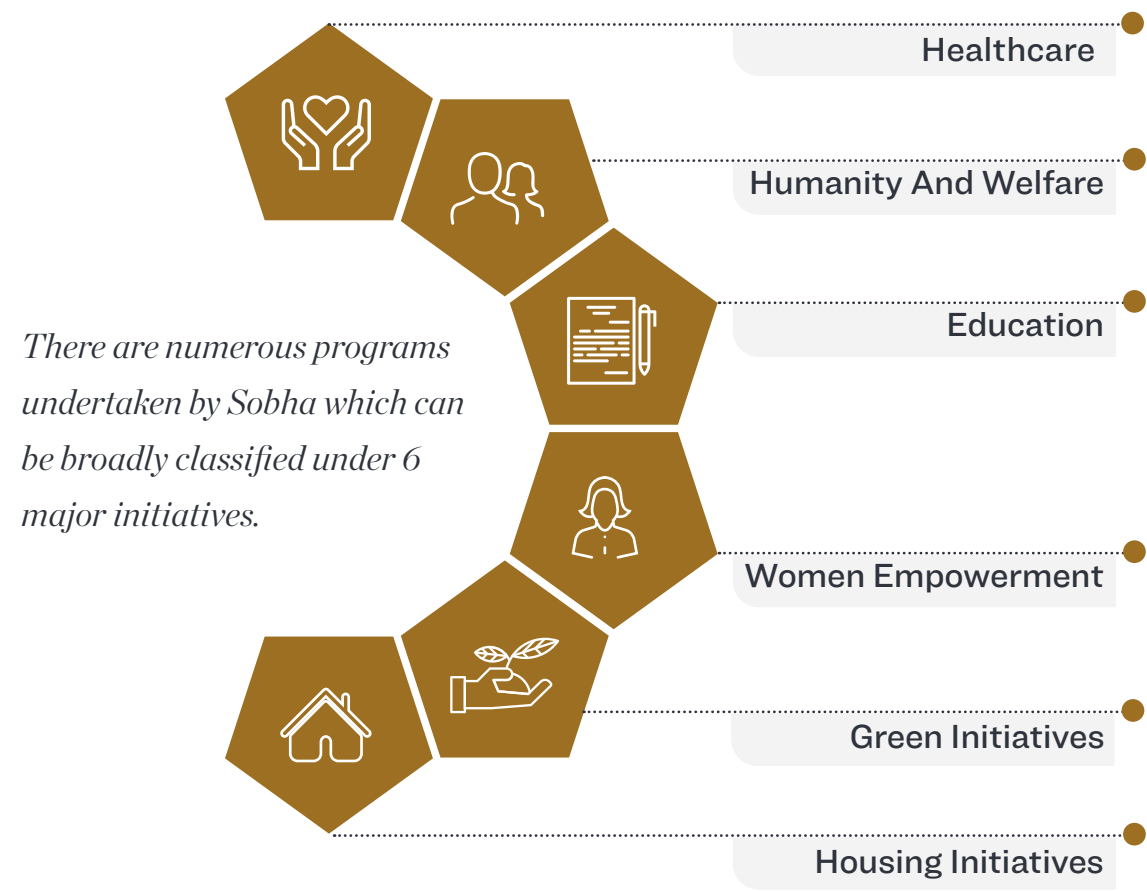 Healthcare
Humanity And Welfare
Education
There are numerous programs
undertaken by Sobha which can
be broadly classified under 6
major initiatives.
Women Empowerment
Green Initiatives
Housing Initiatives